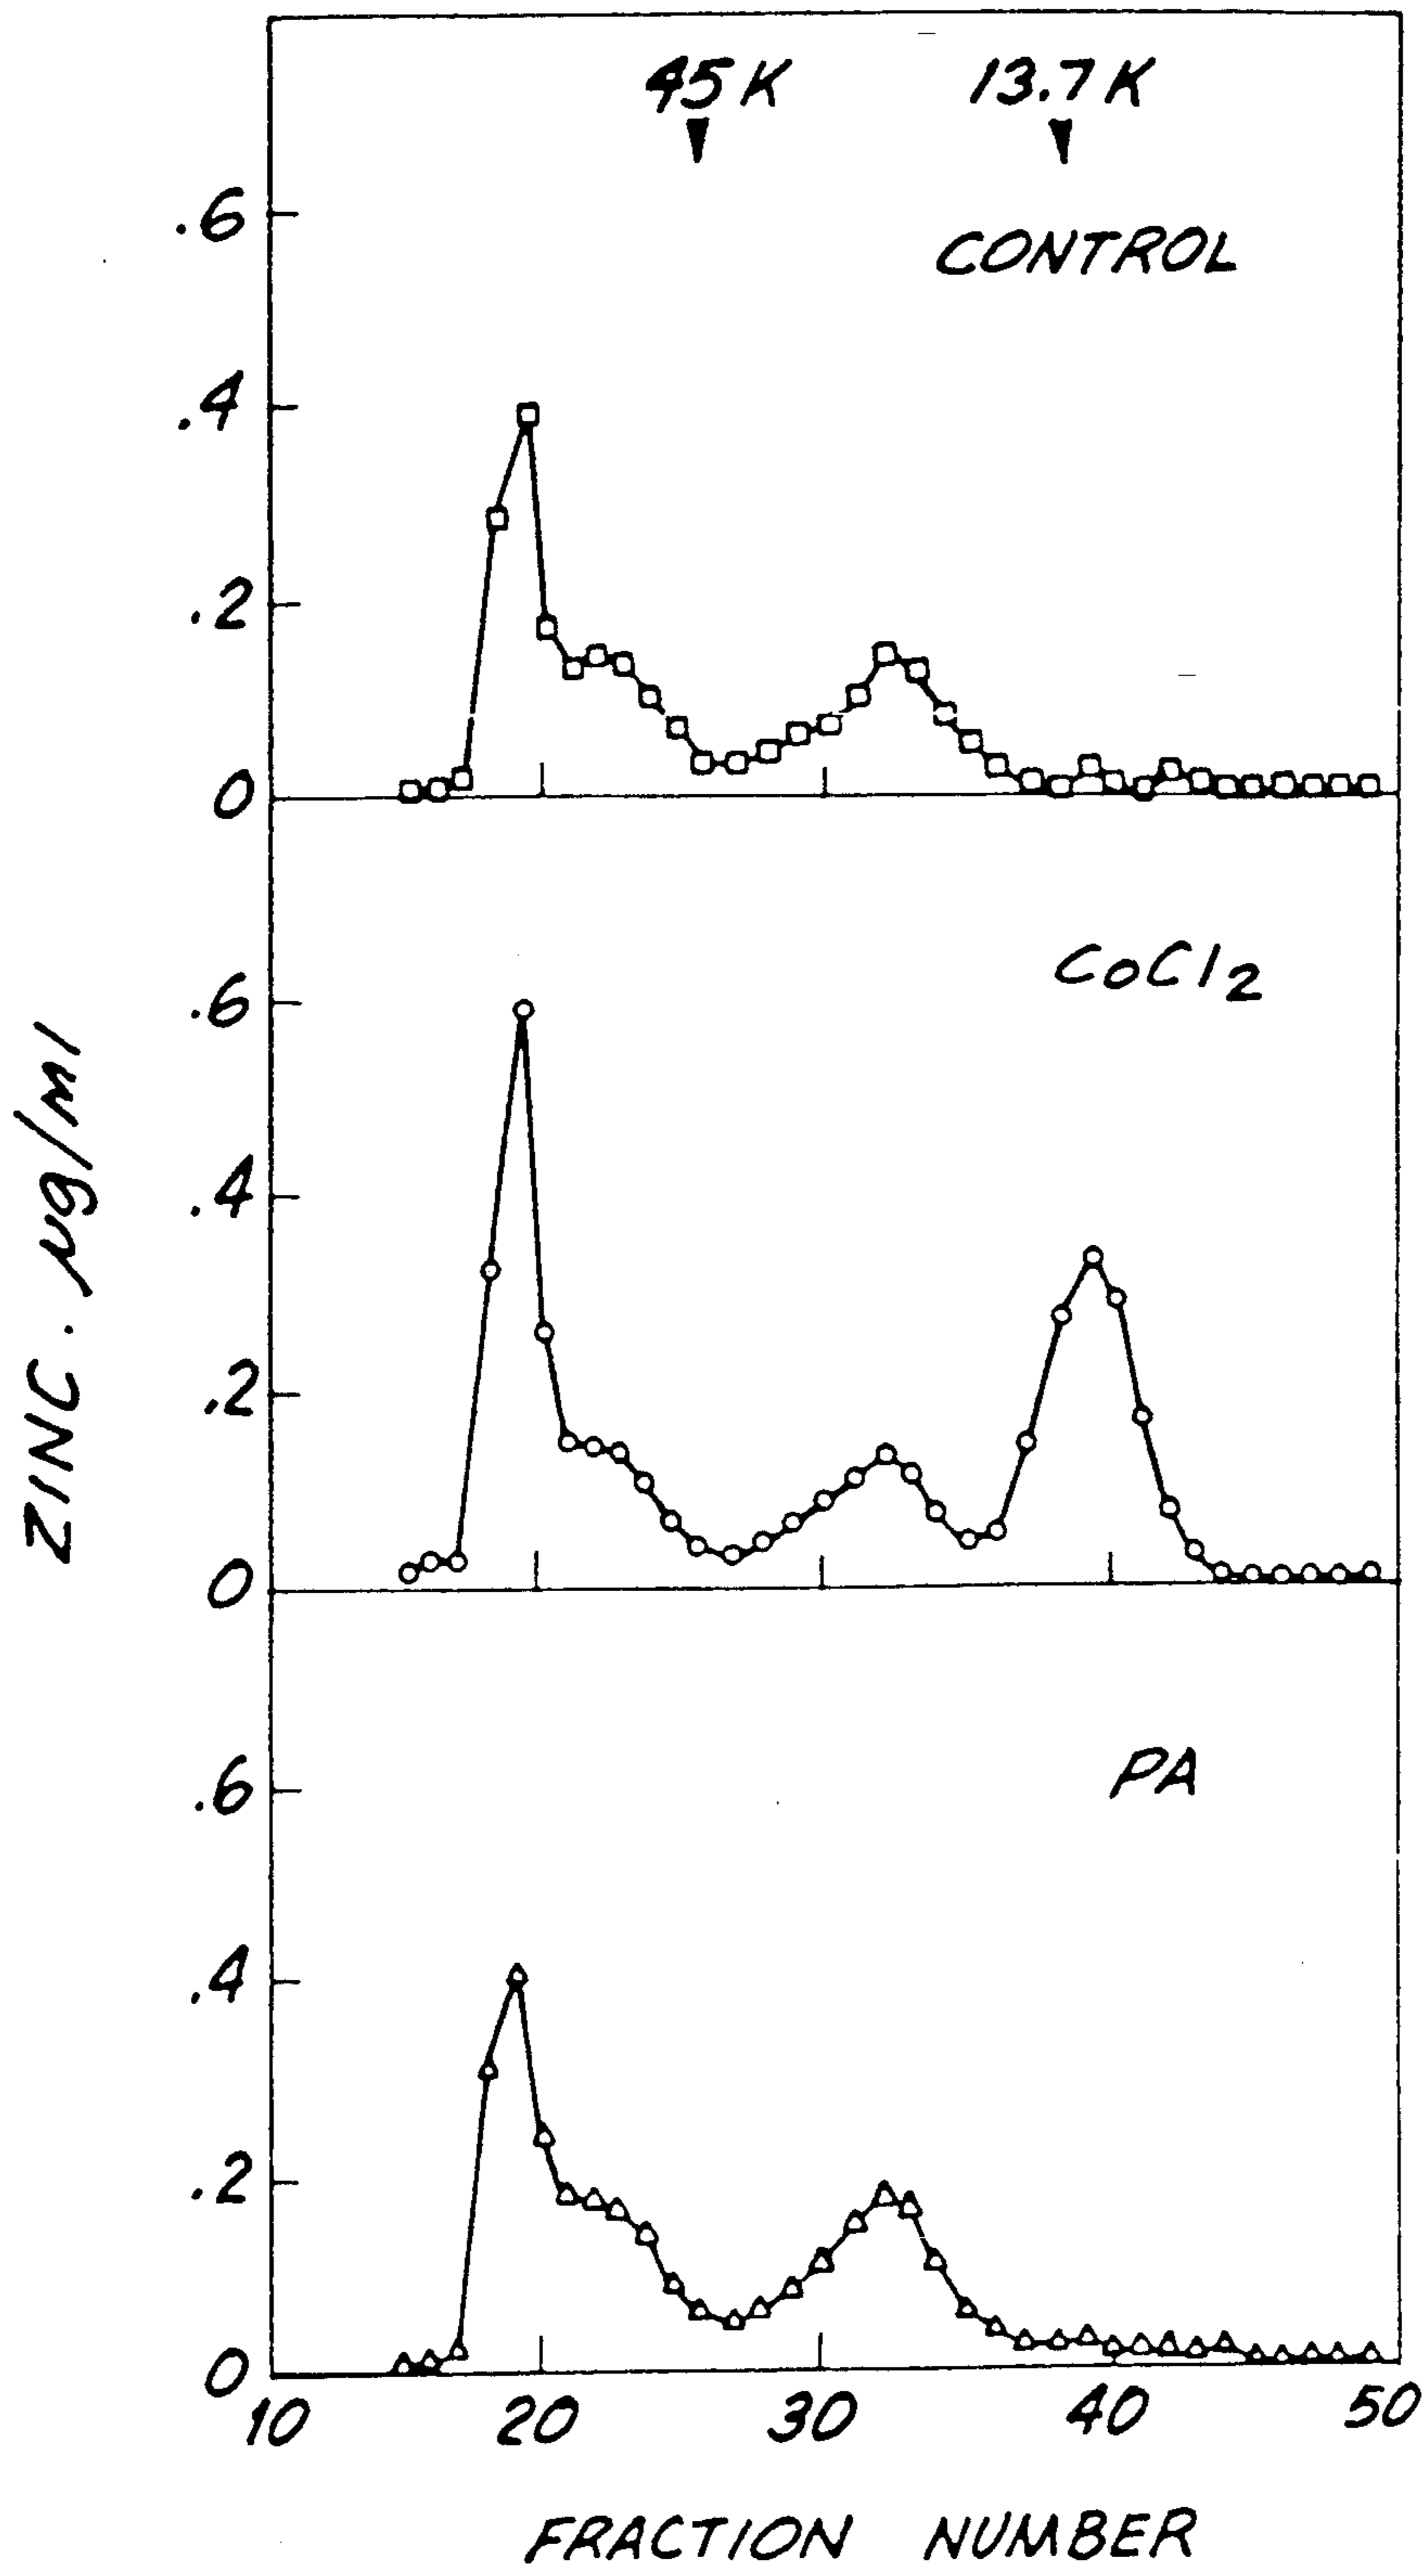 45K 13.7K
CONTROL
.6
.4
.2
0
CoCl2
.6
.4
.2
0
ZINC. µg/ml
PA
.6
.4
.2
0
10 20 30 40 50
FRACTION NUMBER